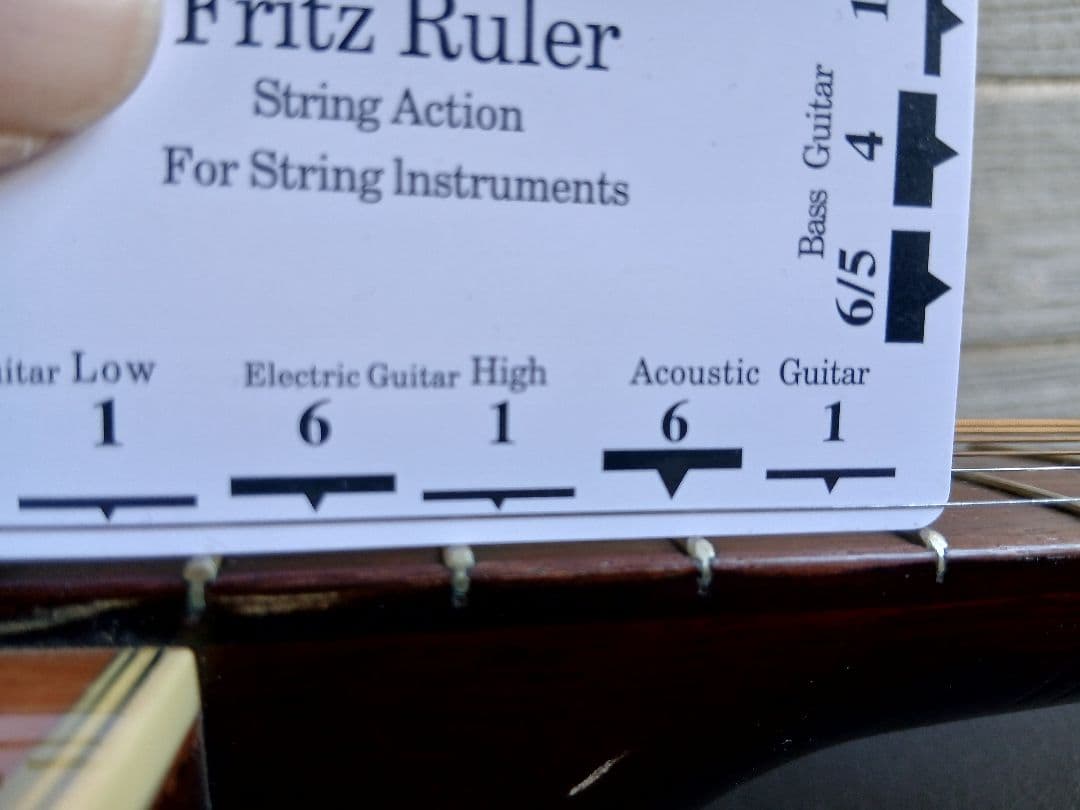 Fritz Ruler
String Action
For String Instruments
Bass Guitar
6/5 4 1
Low
1
Electric Guitar High
6 1
Acoustic Guitar
6 1